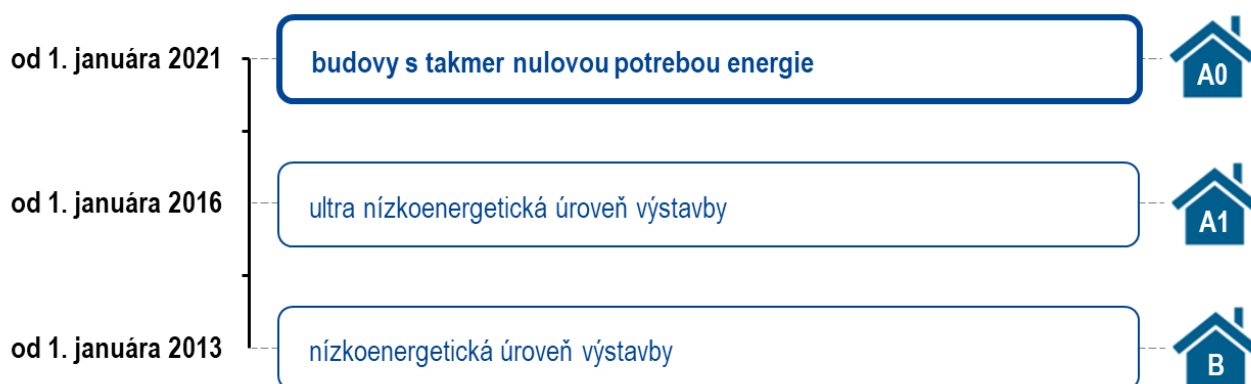 od 1. januára 2021 budovy s takmer nulovou potrebou energie A0
od 1. januára 2016 ultra nízkoenergetická úroveň výstavby A1
od 1. januára 2013 nízkoenergetická úroveň výstavby B